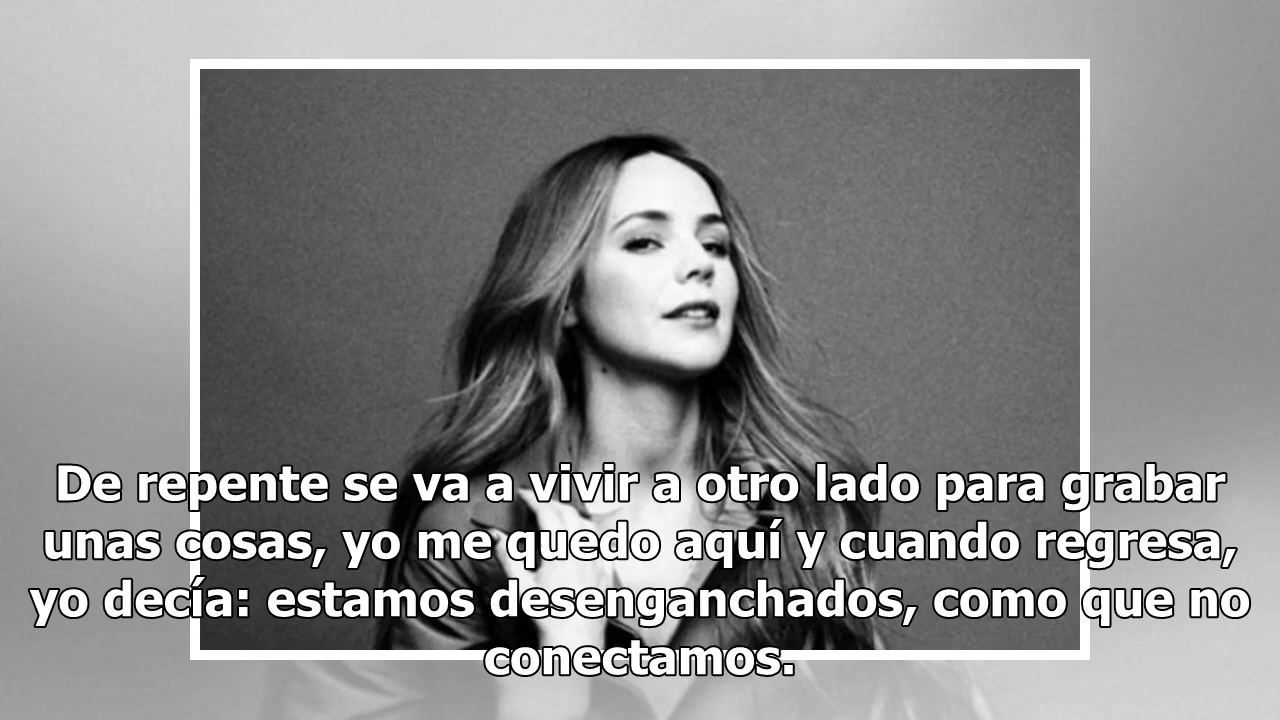 De repente se va a vivir a otro lado para grabar
unas cosas, yo me quedo aquí y cuando regresa,
yo decía: estamos desenganchados, como que no
conectamos.